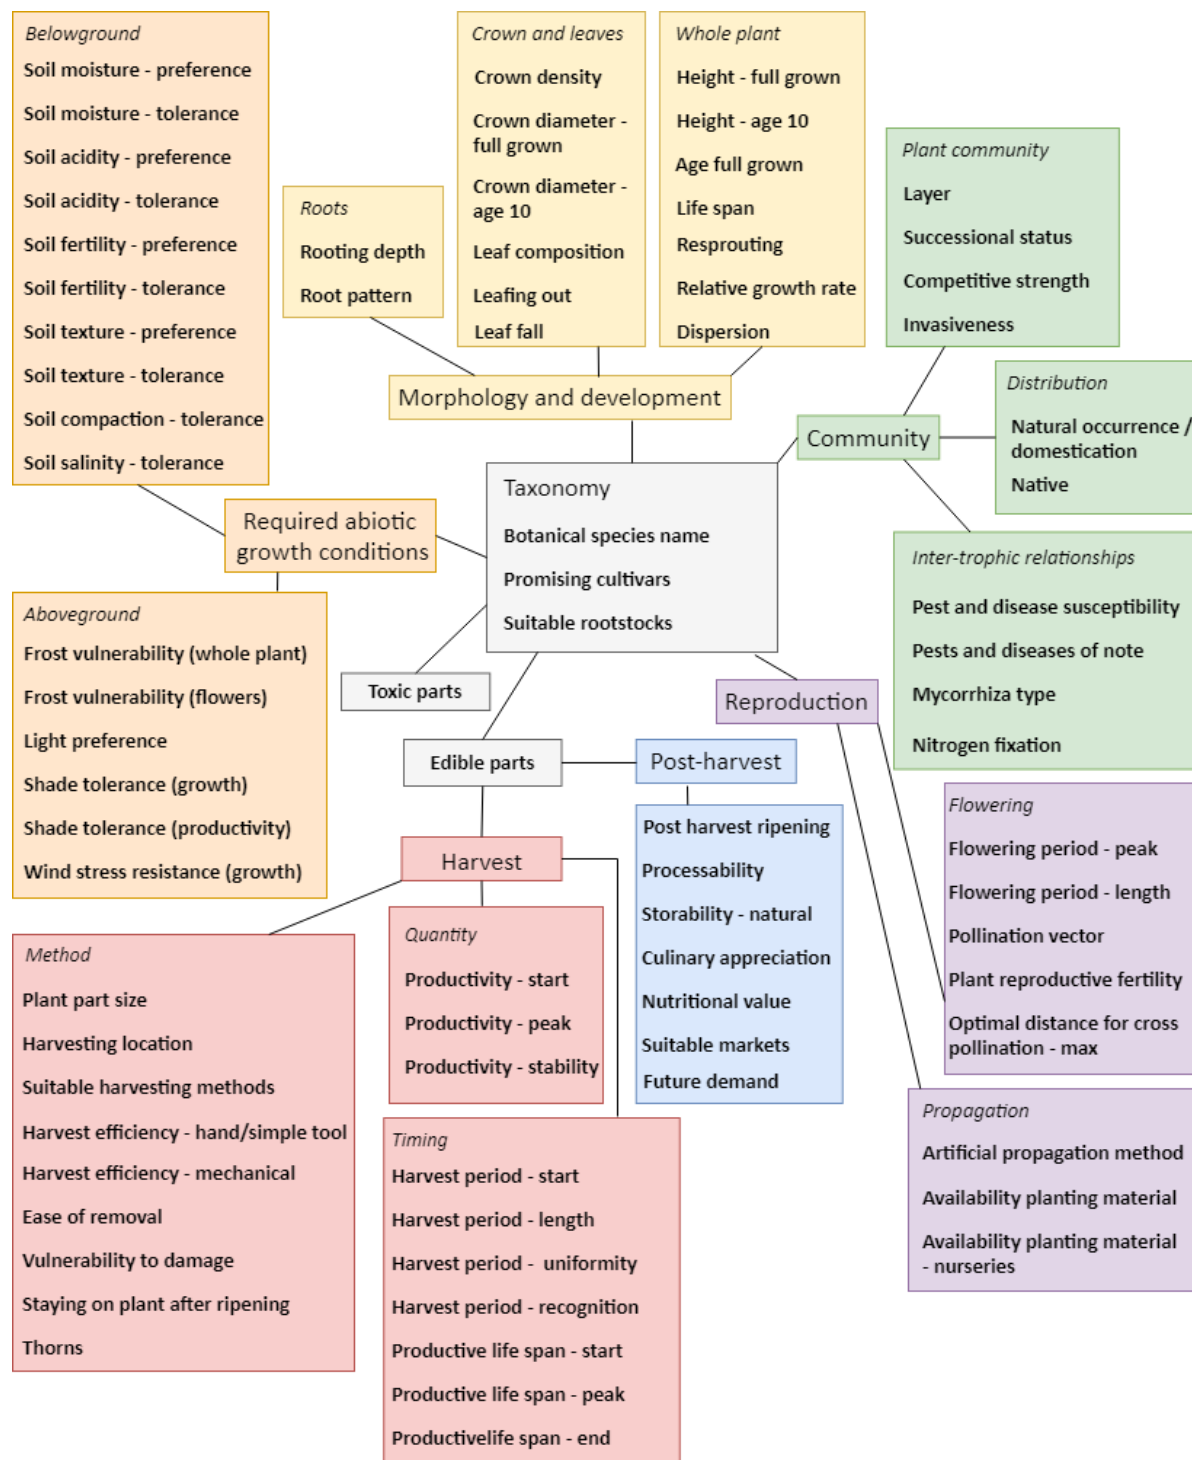 Belowground
Soil moisture - preference
Soil moisture - tolerance
Soil acidity - preference
Soil acidity - tolerance
Soil fertility - preference
Soil fertility - tolerance
Soil texture - preference
Soil texture - tolerance
Soil compaction - tolerance
Soil salinity - tolerance
Roots
Rooting depth
Root pattern
Crown and leaves
Crown density
Crown diameter -
full grown
Crown diameter -
age 10
Leaf composition
Leafing out
Leaf fall
Whole plant
Height - full grown
Height - age 10
Age full grown
Life span
Resprouting
Relative growth rate
Dispersion
Morphology and development
Plant community
Layer
Successional status
Competitive strength
Invasiveness
Community
Distribution
Natural occurrence /
domestication
Native
Inter-trophic relationships
Pest and disease susceptibility
Pests and diseases of note
Mycorrhiza type
Nitrogen fixation
Taxonomy
Botanical species name
Promising cultivars
Suitable rootstocks
Required abiotic
growth conditions
Aboveground
Frost vulnerability (whole plant)
Frost vulnerability (flowers)
Light preference
Shade tolerance (growth)
Shade tolerance (productivity)
Wind stress resistance (growth)
Toxic parts
Edible parts
Reproduction
Post-harvest
Post harvest ripening
Processability
Storability - natural
Culinary appreciation
Nutritional value
Suitable markets
Future demand
Flowering
Flowering period - peak
Flowering period - length
Pollination vector
Plant reproductive fertility
Optimal distance for cross
pollination - max
Propagation
Artificial propagation method
Availability planting material
Availability planting material
- nurseries
Harvest
Method
Plant part size
Harvesting location
Suitable harvesting methods
Harvest efficiency - hand/simple tool
Harvest efficiency - mechanical
Ease of removal
Vulnerability to damage
Staying on plant after ripening
Thorns
Quantity
Productivity - start
Productivity - peak
Productivity - stability
Timing
Harvest period - start
Harvest period - length
Harvest period -  uniformity
Harvest period - recognition
Productive life span - start
Productive life span - peak
Productivelife span - end